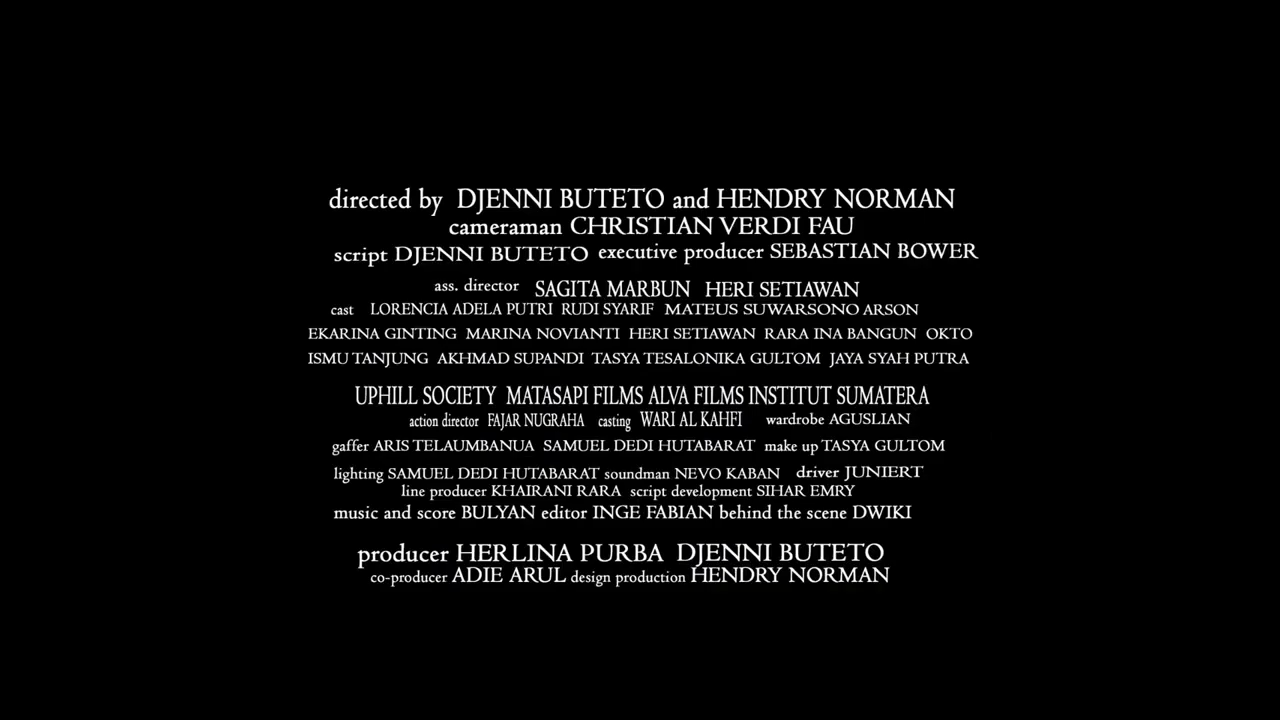 directed by DJENNI BUTETO and HENDRY NORMAN
cameraman CHRISTIAN VERDI FAU
script DJENNI BUTETO executive producer SEBASTIAN BOWER
ass. director SAGITA MARBUN HERI SETIAWAN
cast LORENCIA ADELA PUTRI RUDI SYARIF MATEUS SUWARSONO ARSON
EKARINA GINTING MARINA NOVIANTI HERI SETIAWAN RARA INA BANGUN OKTO
ISMU TANJUNG AKHMAD SUPANDI TASYA TESALONIKA GULTOM JAYA SYAH PUTRA
UPHILL SOCIETY MATASAPI FILMS ALVA FILMS INSTITUT SUMATERA
action director FAJAR NUGRAHA casting WARI AL KAHFI wardrobe AGUSLIAN
gaffer ARIS TELAUMBANUA SAMUEL DEDI HUTABARAT make up TASYA GULTOM
lighting SAMUEL DEDI HUTABARAT soundman NEVO KABAN driver JUNIERT
line producer KHAIRANI RARA script development SIHAR EMRY
music and score BULYAN editor INGE FABIAN behind the scene DWIKI
producer HERLINA PURBA DJENNI BUTETO
co-producer ADIE ARUL design production HENDRY NORMAN